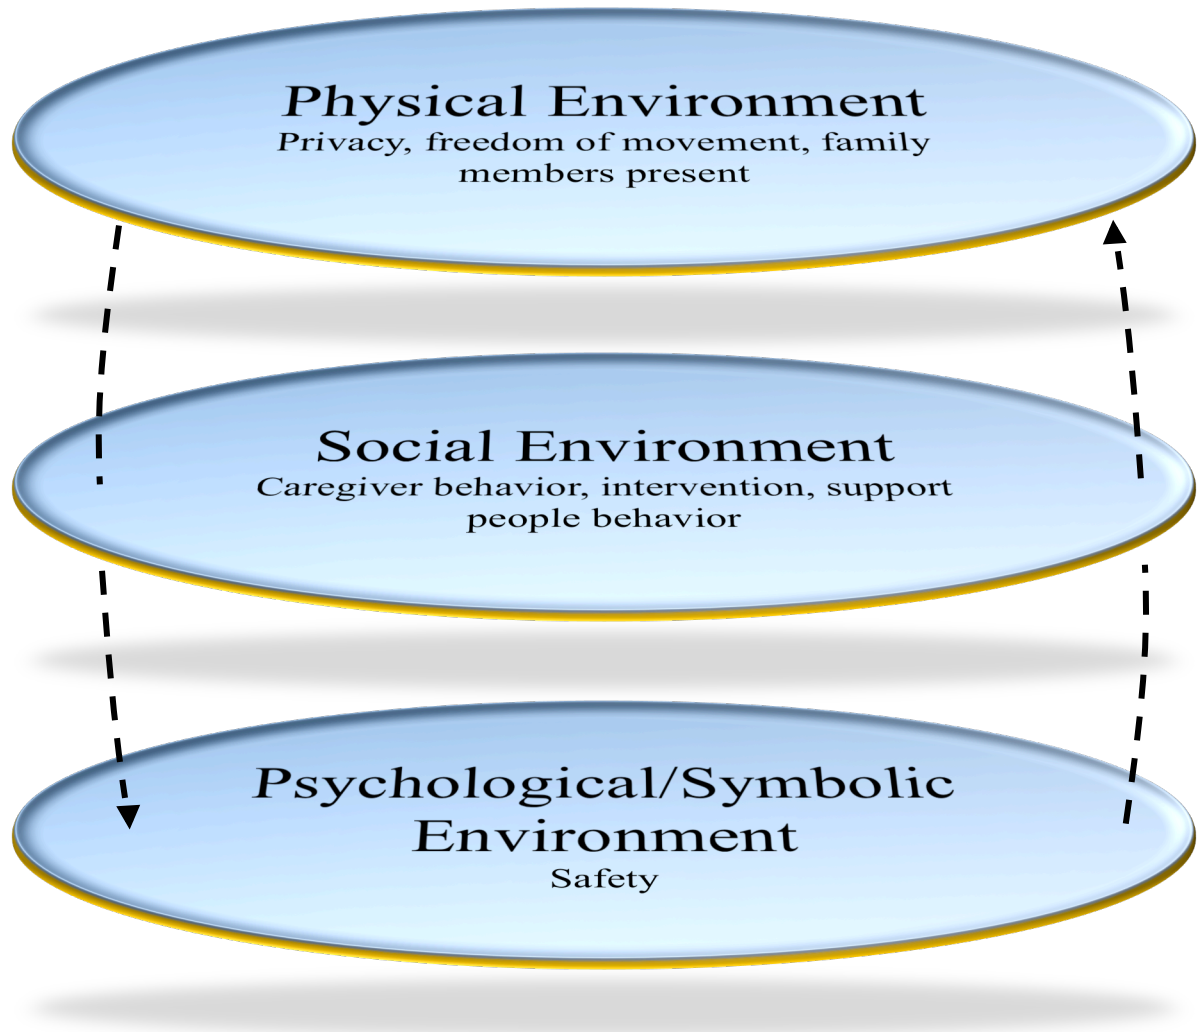 Physical Environment
Privacy, freedom of movement, family
members present
Social Environment
Caregiver behavior, intervention, support
people behavior
Psychological/Symbolic
Environment
Safety